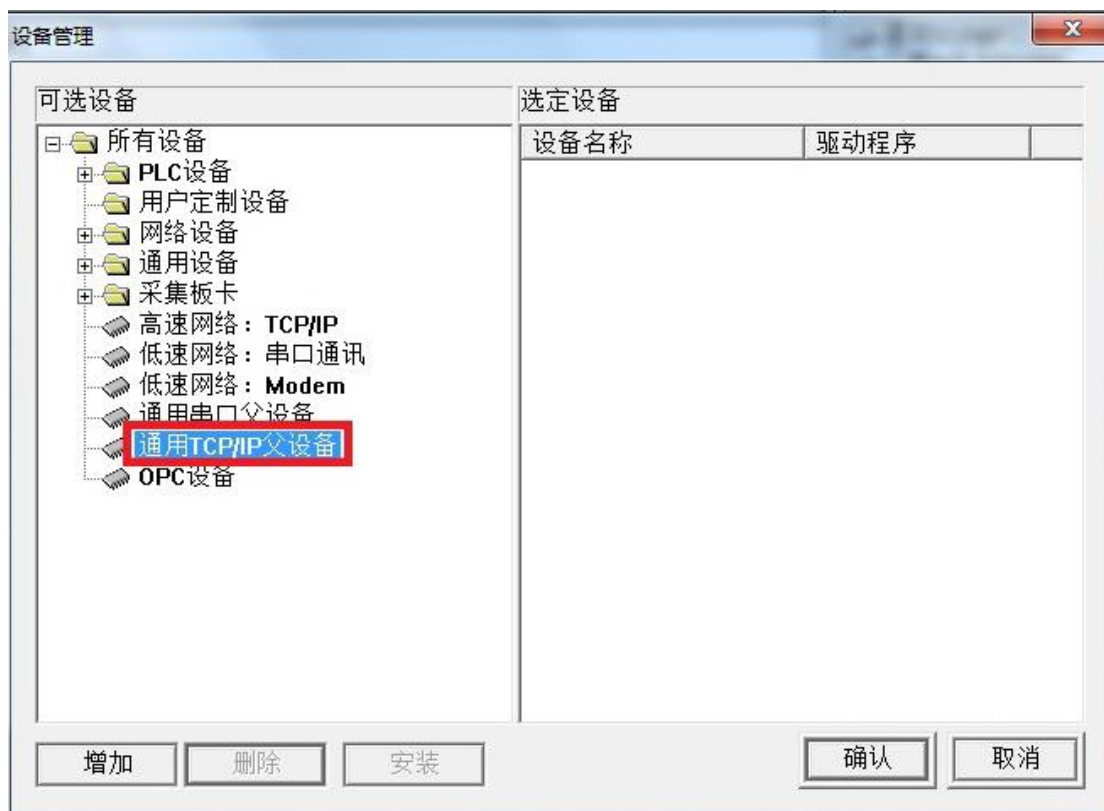 设备管理
可选设备
选定设备
所有设备
设备名称
驱动程序
PLC设备
用户定制设备
网络设备
通用设备
采集板卡
高速网络：TCP/IP
低速网络：串口通讯
低速网络：Modem
通用串口父设备
通用TCP/IP父设备
OPC设备
增加
删除
安装
确认
取消